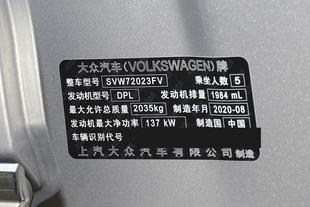 大众汽车(VOLKSWAGEN)牌
整车型号 SVW72023FV 乘坐人数 5
发动机型号 DPL 发动机排量 1984 mL
最大允许总质量 2035kg 制造年月 2020-08
发动机最大净功率 137 kW 制造国 中国
车辆识别代号
上汽大众汽车有限公司 制造